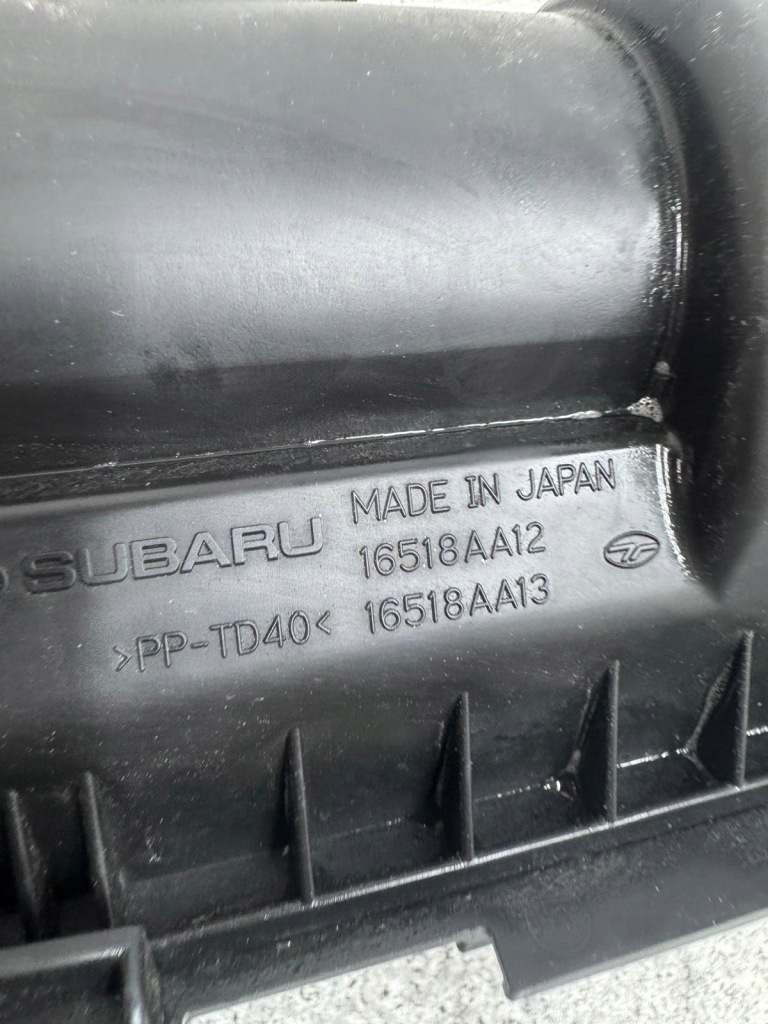 SUBARU
MADE IN JAPAN
16518AA12
16518AA13
>PP-TD40<